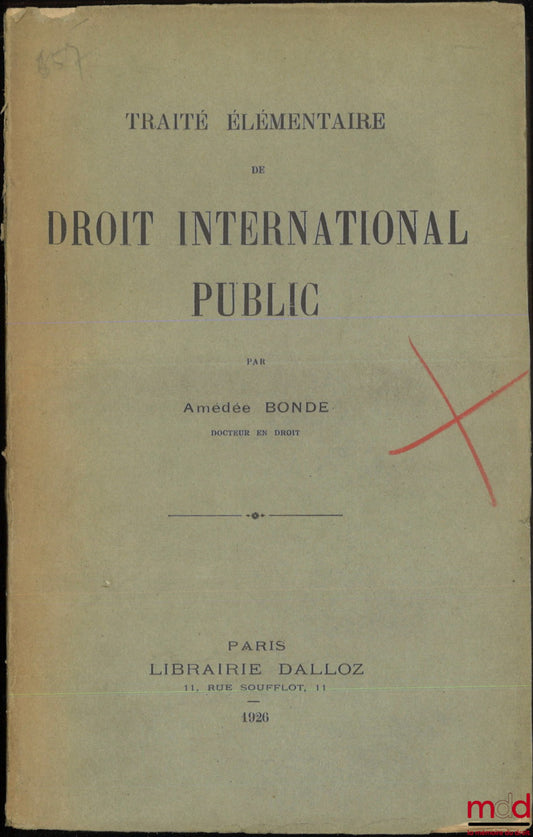 657
TRAITÉ ÉLÉMENTAIRE
DE
DROIT INTERNATIONAL
PUBLIC
PAR
Amédée BONDE
DOCTEUR EN DROIT
PARIS
LIBRAIRIE DALLOZ
11, RUE SOUFFLOT, 11
1926
mdd